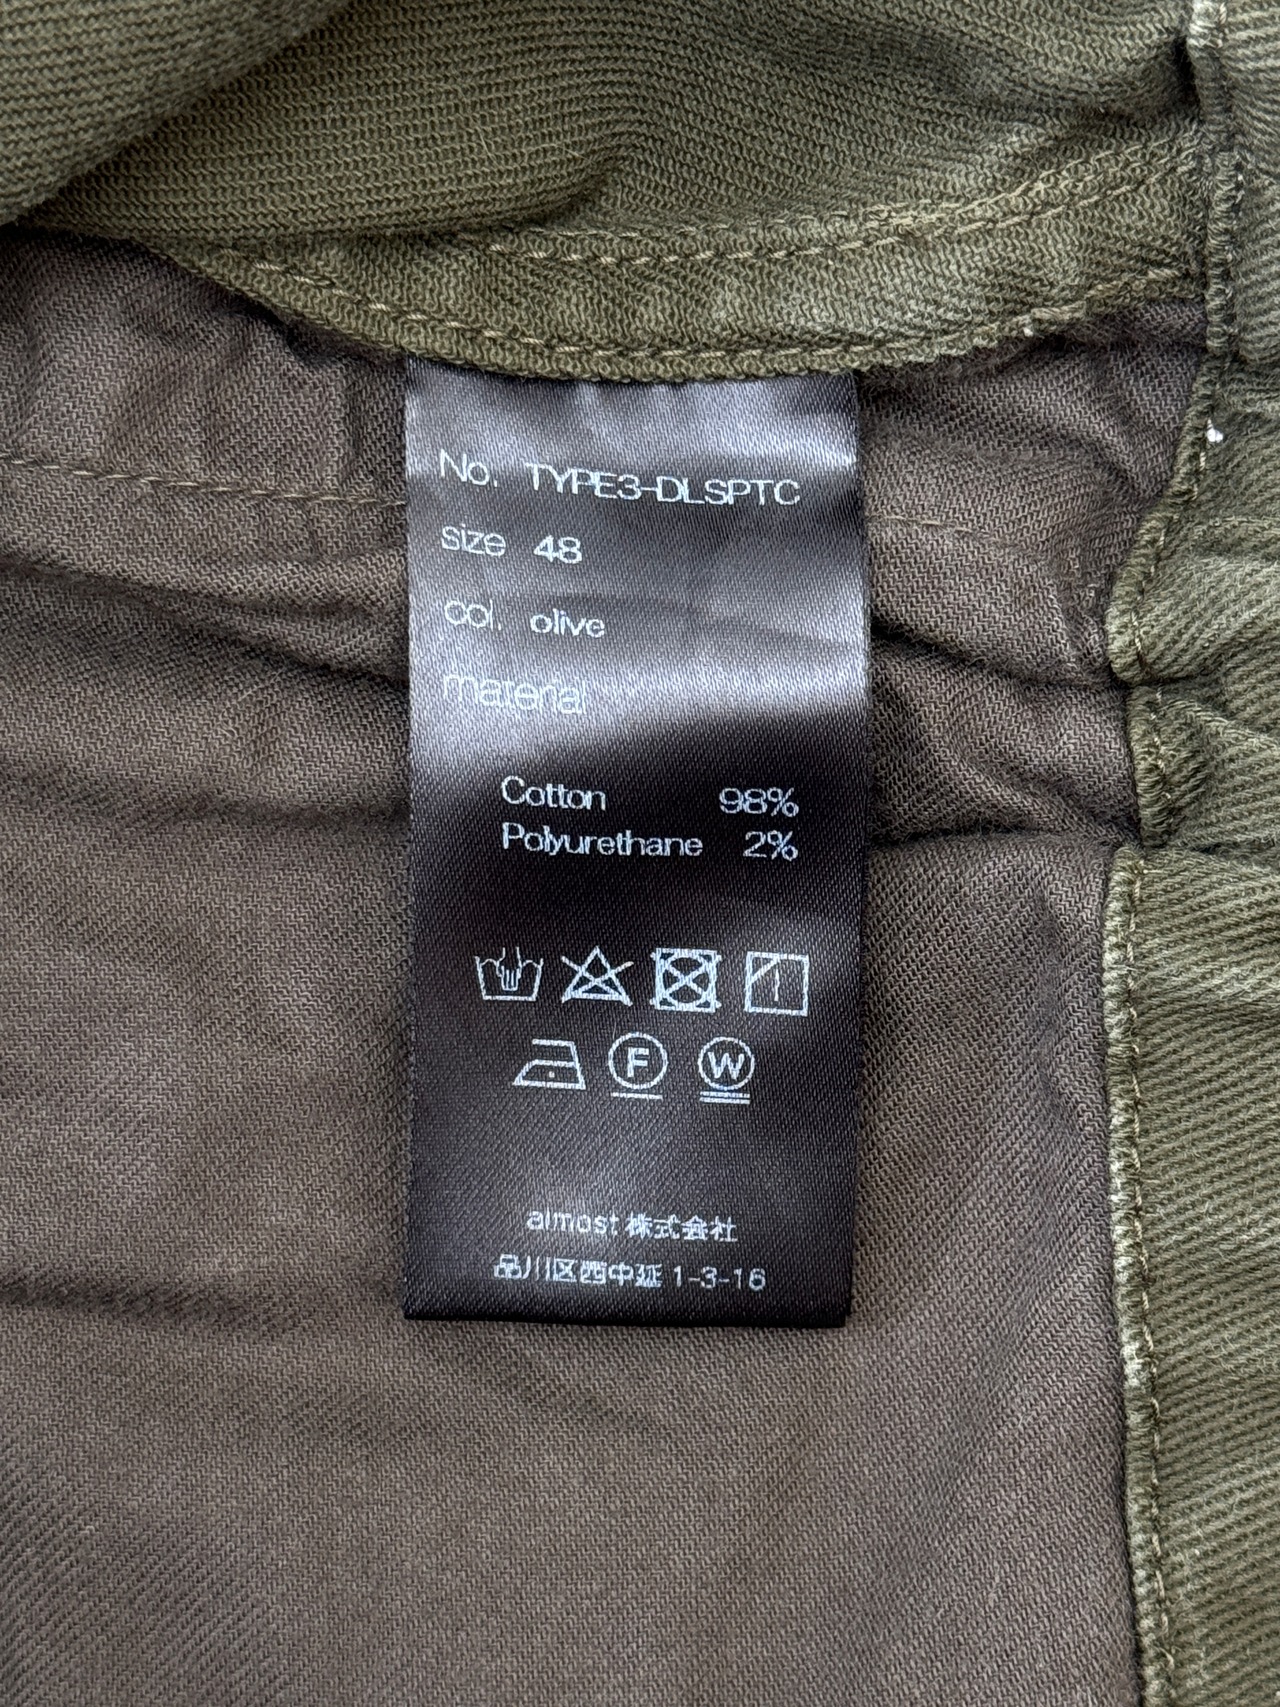 No. TYPE3-DLSPTC
size 48
col. olive
material
Cotton 98%
Polyurethane 2%
F W
almost 株式会社
品川区西中延 1-3-16